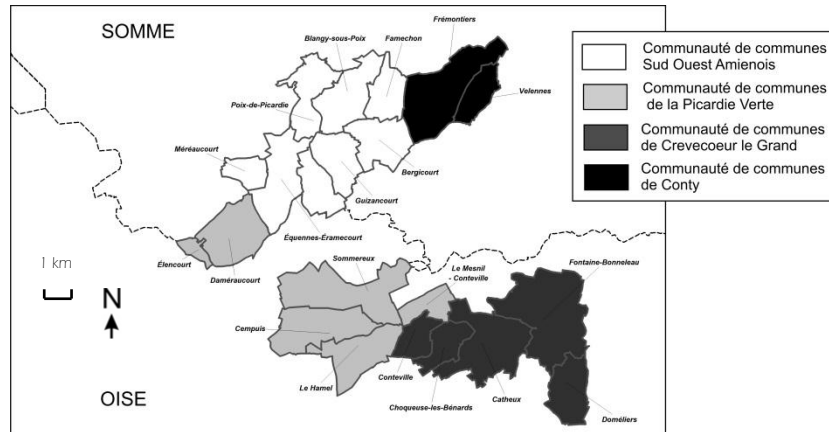 SOMME
Frémontiers
Blangy-sous-Poix
Famechon
Velennes
Poix-de-Picardie
Méréaucourt
Bergicourt
Guizancourt
Équennes-Éramecourt
Élencourt
Daméraucourt
Sommereux
Le Mesnil
- Conteville
Fontaine-Bonneleau
Cempuis
Le Hamel
Conteville
Choqueuse-les-Bénards
Catheux
Doméliers
1 km
N
OISE
Communauté de communes
Sud Ouest Amienois
Communauté de communes
de la Picardie Verte
Communauté de communes
de Crevecoeur le Grand
Communauté de communes
de Conty